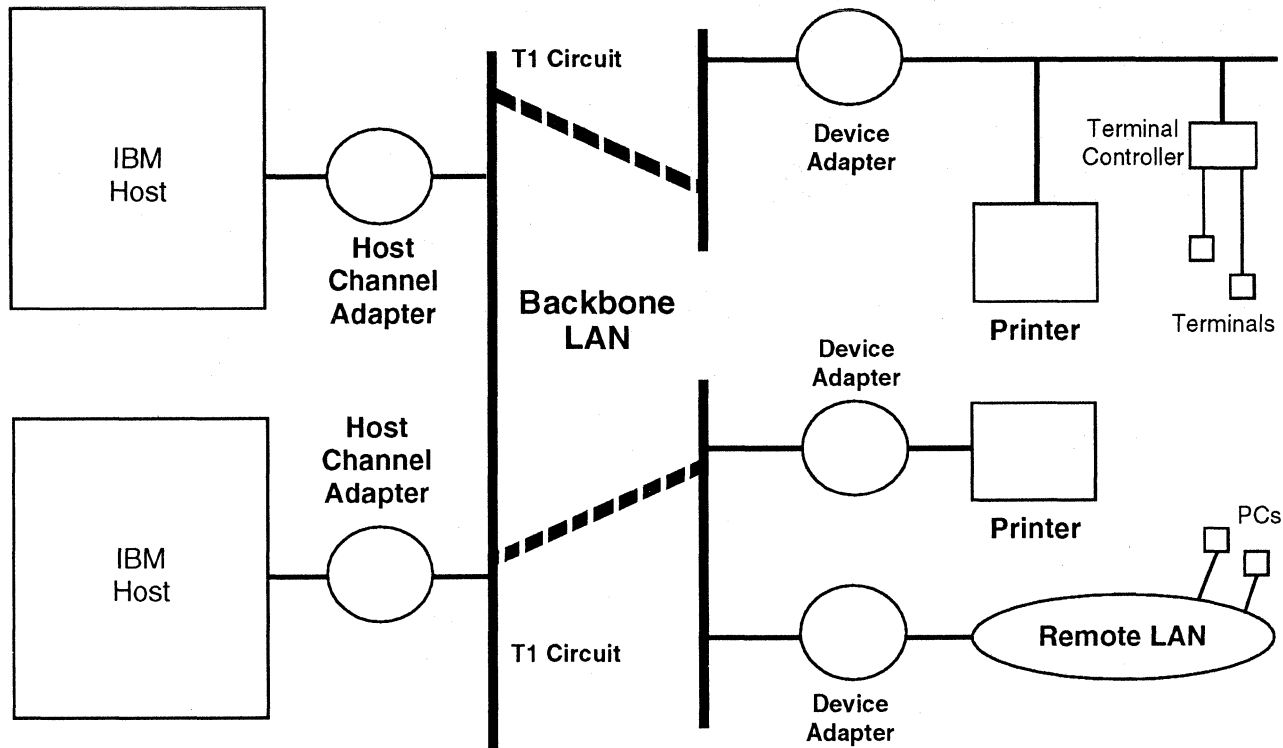 T1 Circuit
IBM
Host
Host
Channel
Adapter
Device
Adapter
Terminal
Controller
Printer
Terminals
Backbone
LAN
Device
Adapter
Host
Channel
Adapter
IBM
Host
Printer
PCs
T1 Circuit
Remote LAN
Device
Adapter